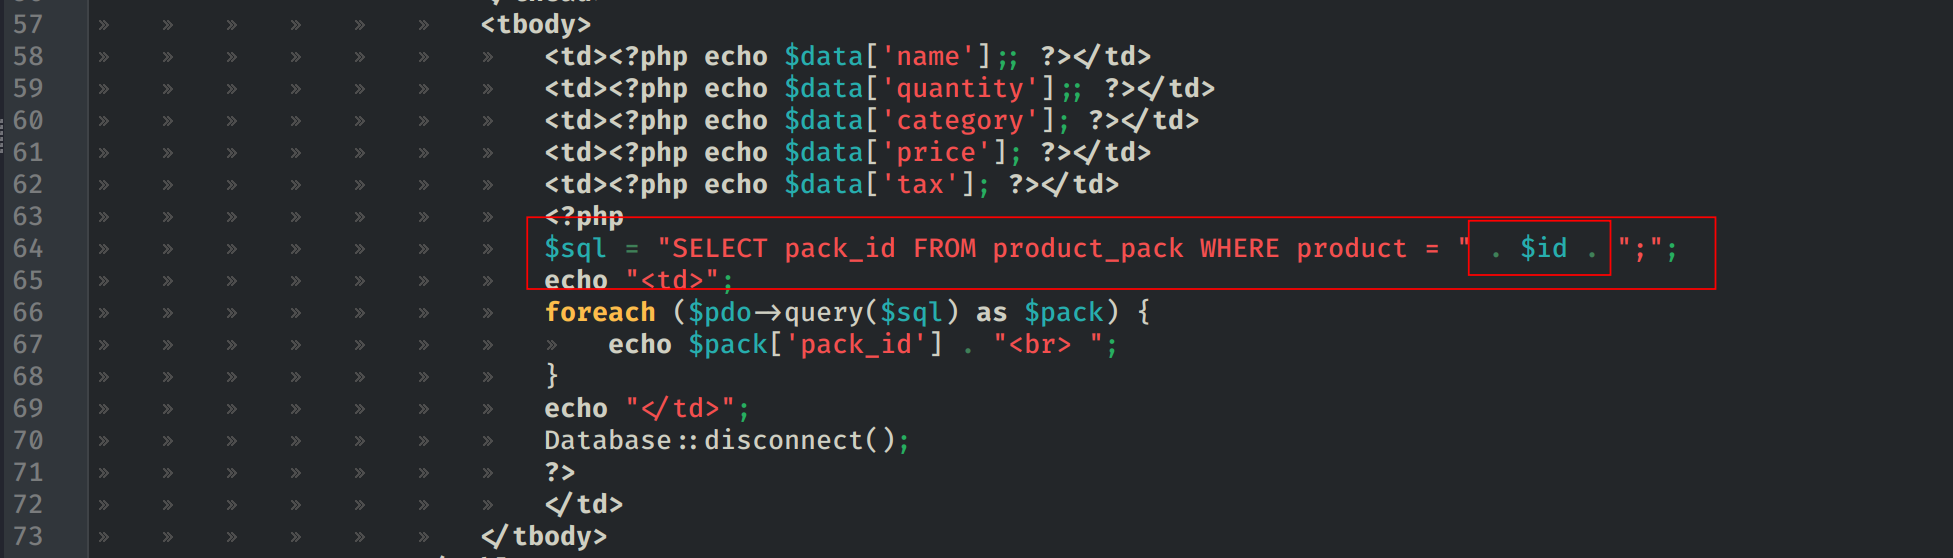 57 <tbody>
58 <td><?php echo $data['name'];; ?></td>
59 <td><?php echo $data['quantity'];; ?></td>
60 <td><?php echo $data['category']; ?></td>
61 <td><?php echo $data['price']; ?></td>
62 <td><?php echo $data['tax']; ?></td>
63 <?php
64 $sql = "SELECT pack_id FROM product_pack WHERE product = " . $id . ";";
65 echo "<td>";
66 foreach ($pdo->query($sql) as $pack) {
67 echo $pack['pack_id'] . "<br> ";
68 }
69 echo "</td>";
70 Database::disconnect();
71 ?>
72 </td>
73 </tbody>